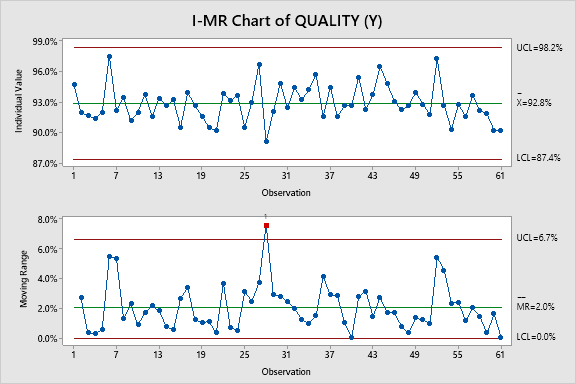 I-MR Chart of QUALITY (Y)
99.0%
96.0%
93.0%
90.0%
87.0%
Individual Value
UCL=98.2%
_
X=92.8%
LCL=87.4%
1 7 13 19 25 31 37 43 49 55 61
Observation
8.0%
6.0%
4.0%
2.0%
0.0%
Moving Range
1
UCL=6.7%
__
MR=2.0%
LCL=0.0%
1 7 13 19 25 31 37 43 49 55 61
Observation